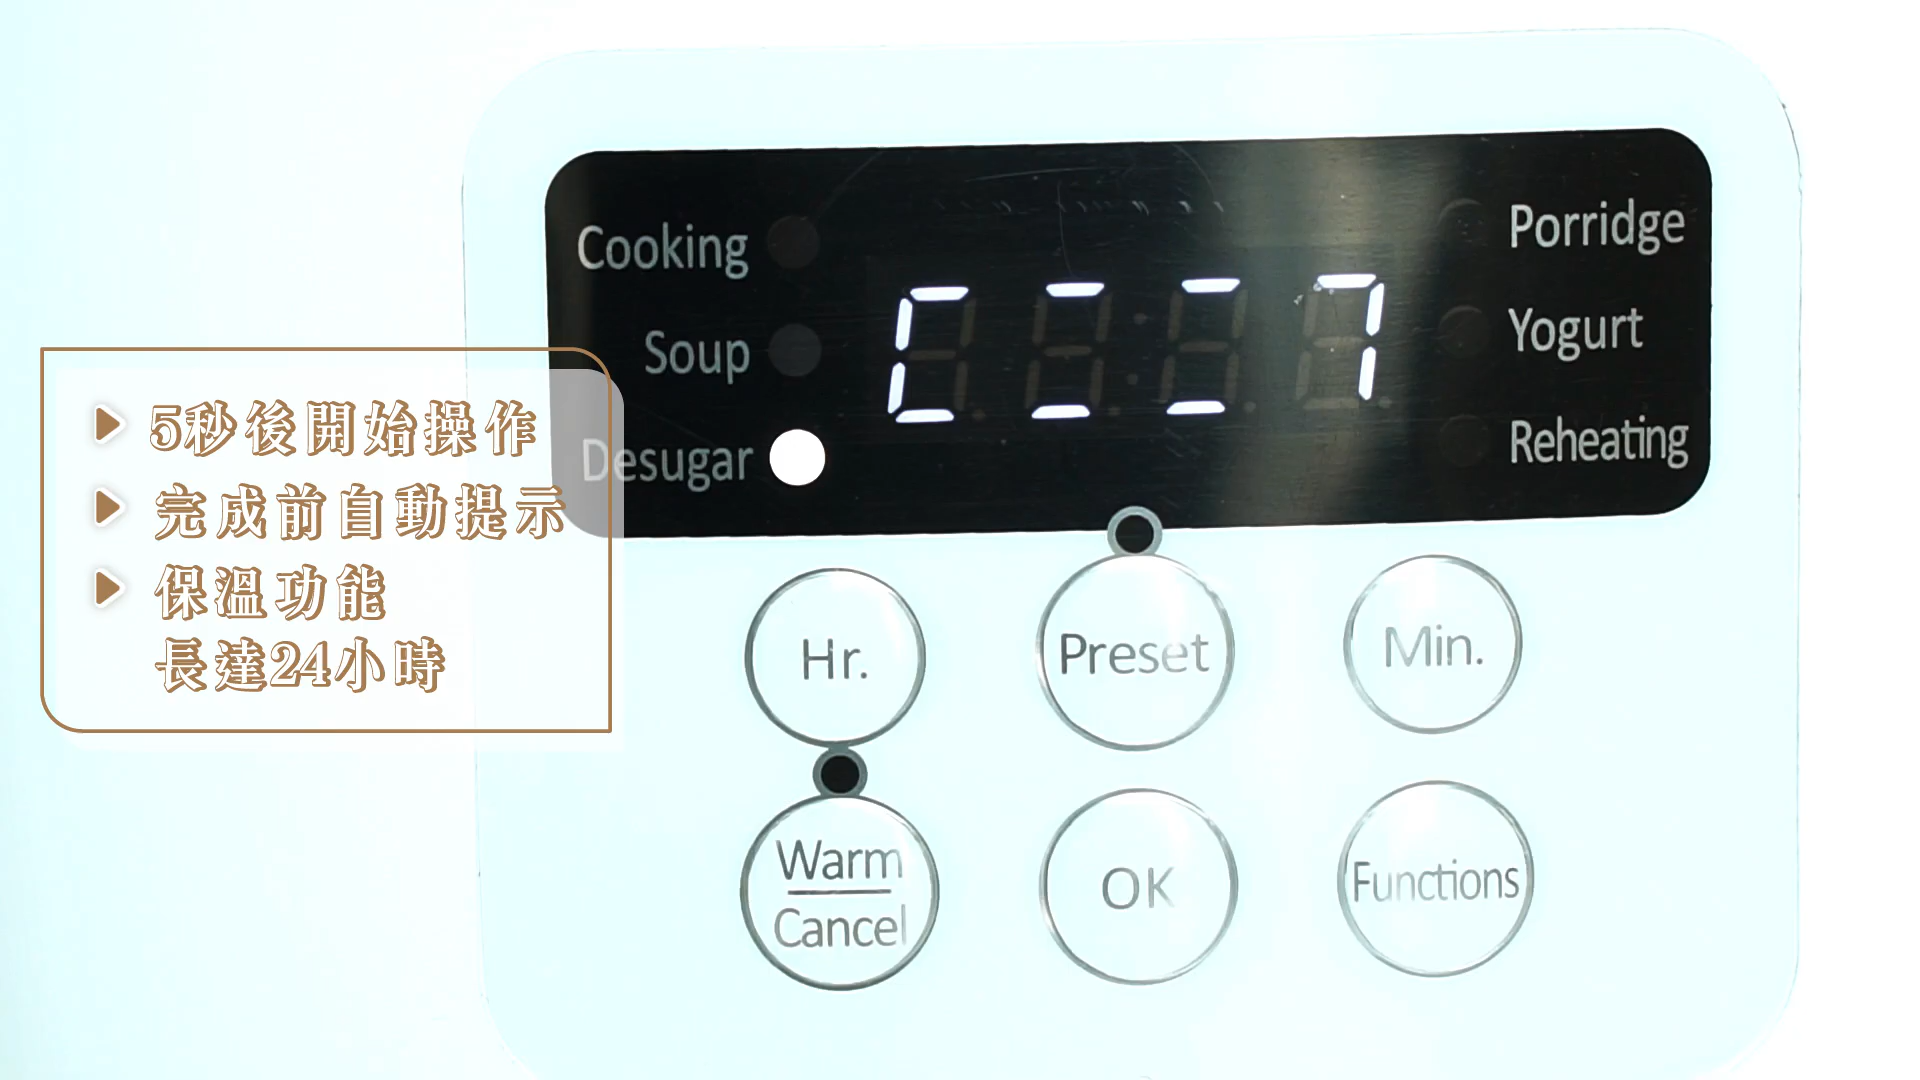 Cooking
Soup
Desugar
Porridge
Yogurt
Reheating
5秒後開始操作
完成前自動提示
保溫功能
長達24小時
Hr.
Preset
Min.
Warm
Cancel
OK
Functions